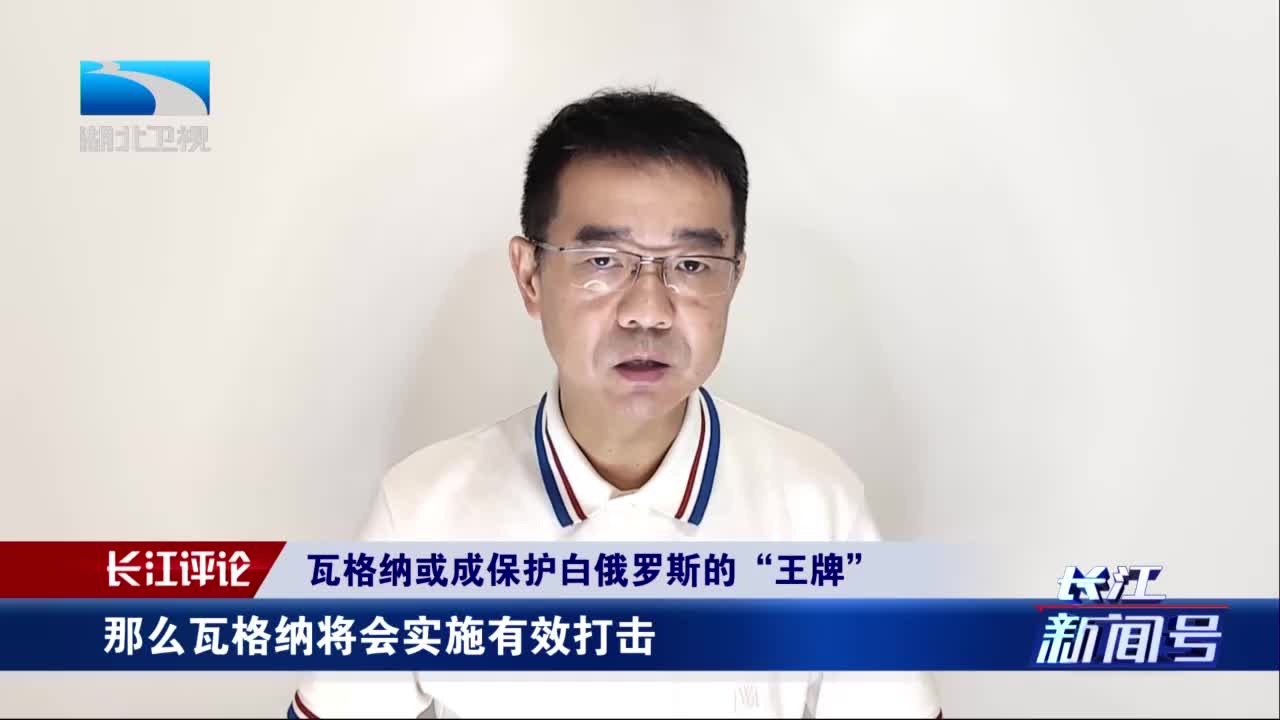 湖北卫视
长江评论
瓦格纳或成保护白俄罗斯的“王牌”
那么瓦格纳将会实施有效打击
长江
新闻号